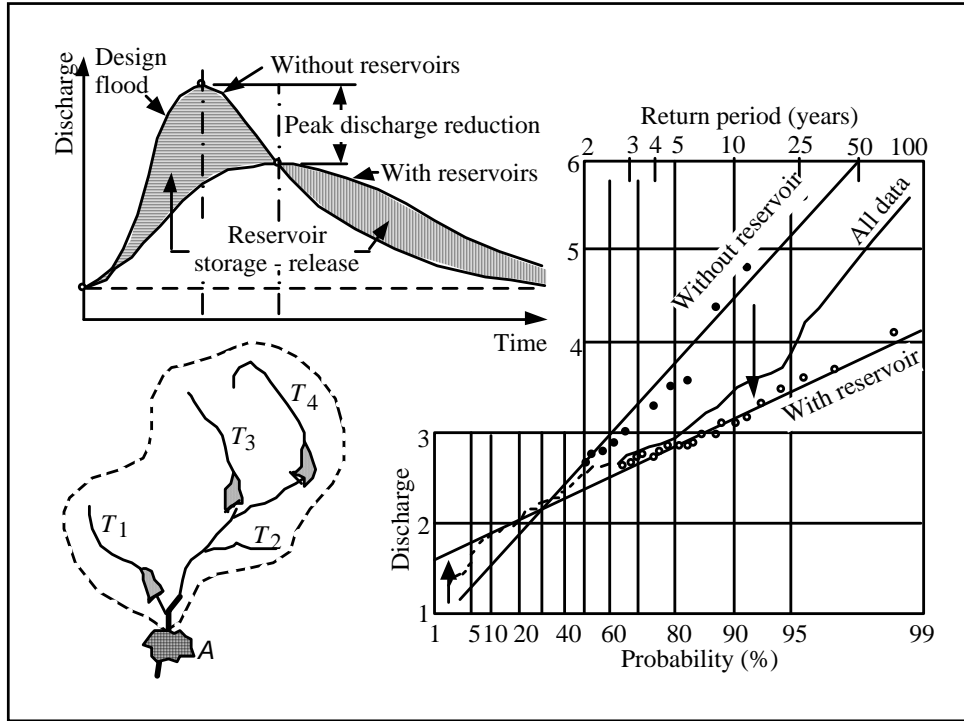 Design
flood
Without reservoirs
Peak discharge reduction
With reservoirs
Reservoir
storage - release
Discharge
Time
T1
T3
T4
T2
A
Return period (years)
2 3 4 5 10 25 50 100
6
5
4
3
2
1
Without reservoir
All data
With reservoir
Discharge
1 5 10 20 40 60 80 90 95 99
Probability (%)